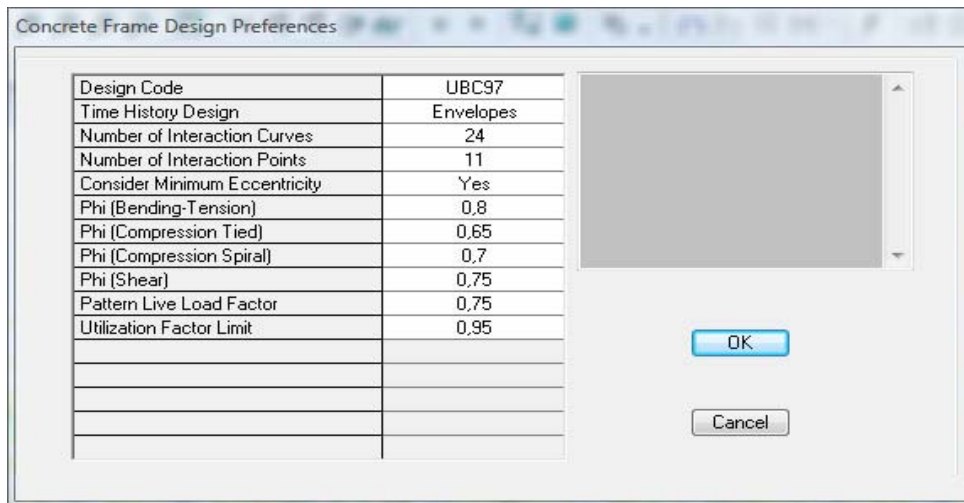 Concrete Frame Design Preferences
Design Code UBC97
Time History Design Envelopes
Number of Interaction Curves 24
Number of Interaction Points 11
Consider Minimum Eccentricity Yes
Phi (Bending-Tension) 0,8
Phi (Compression Tied) 0,65
Phi (Compression Spiral) 0,7
Phi (Shear) 0,75
Pattern Live Load Factor 0,75
Utilization Factor Limit 0,95
OK
Cancel